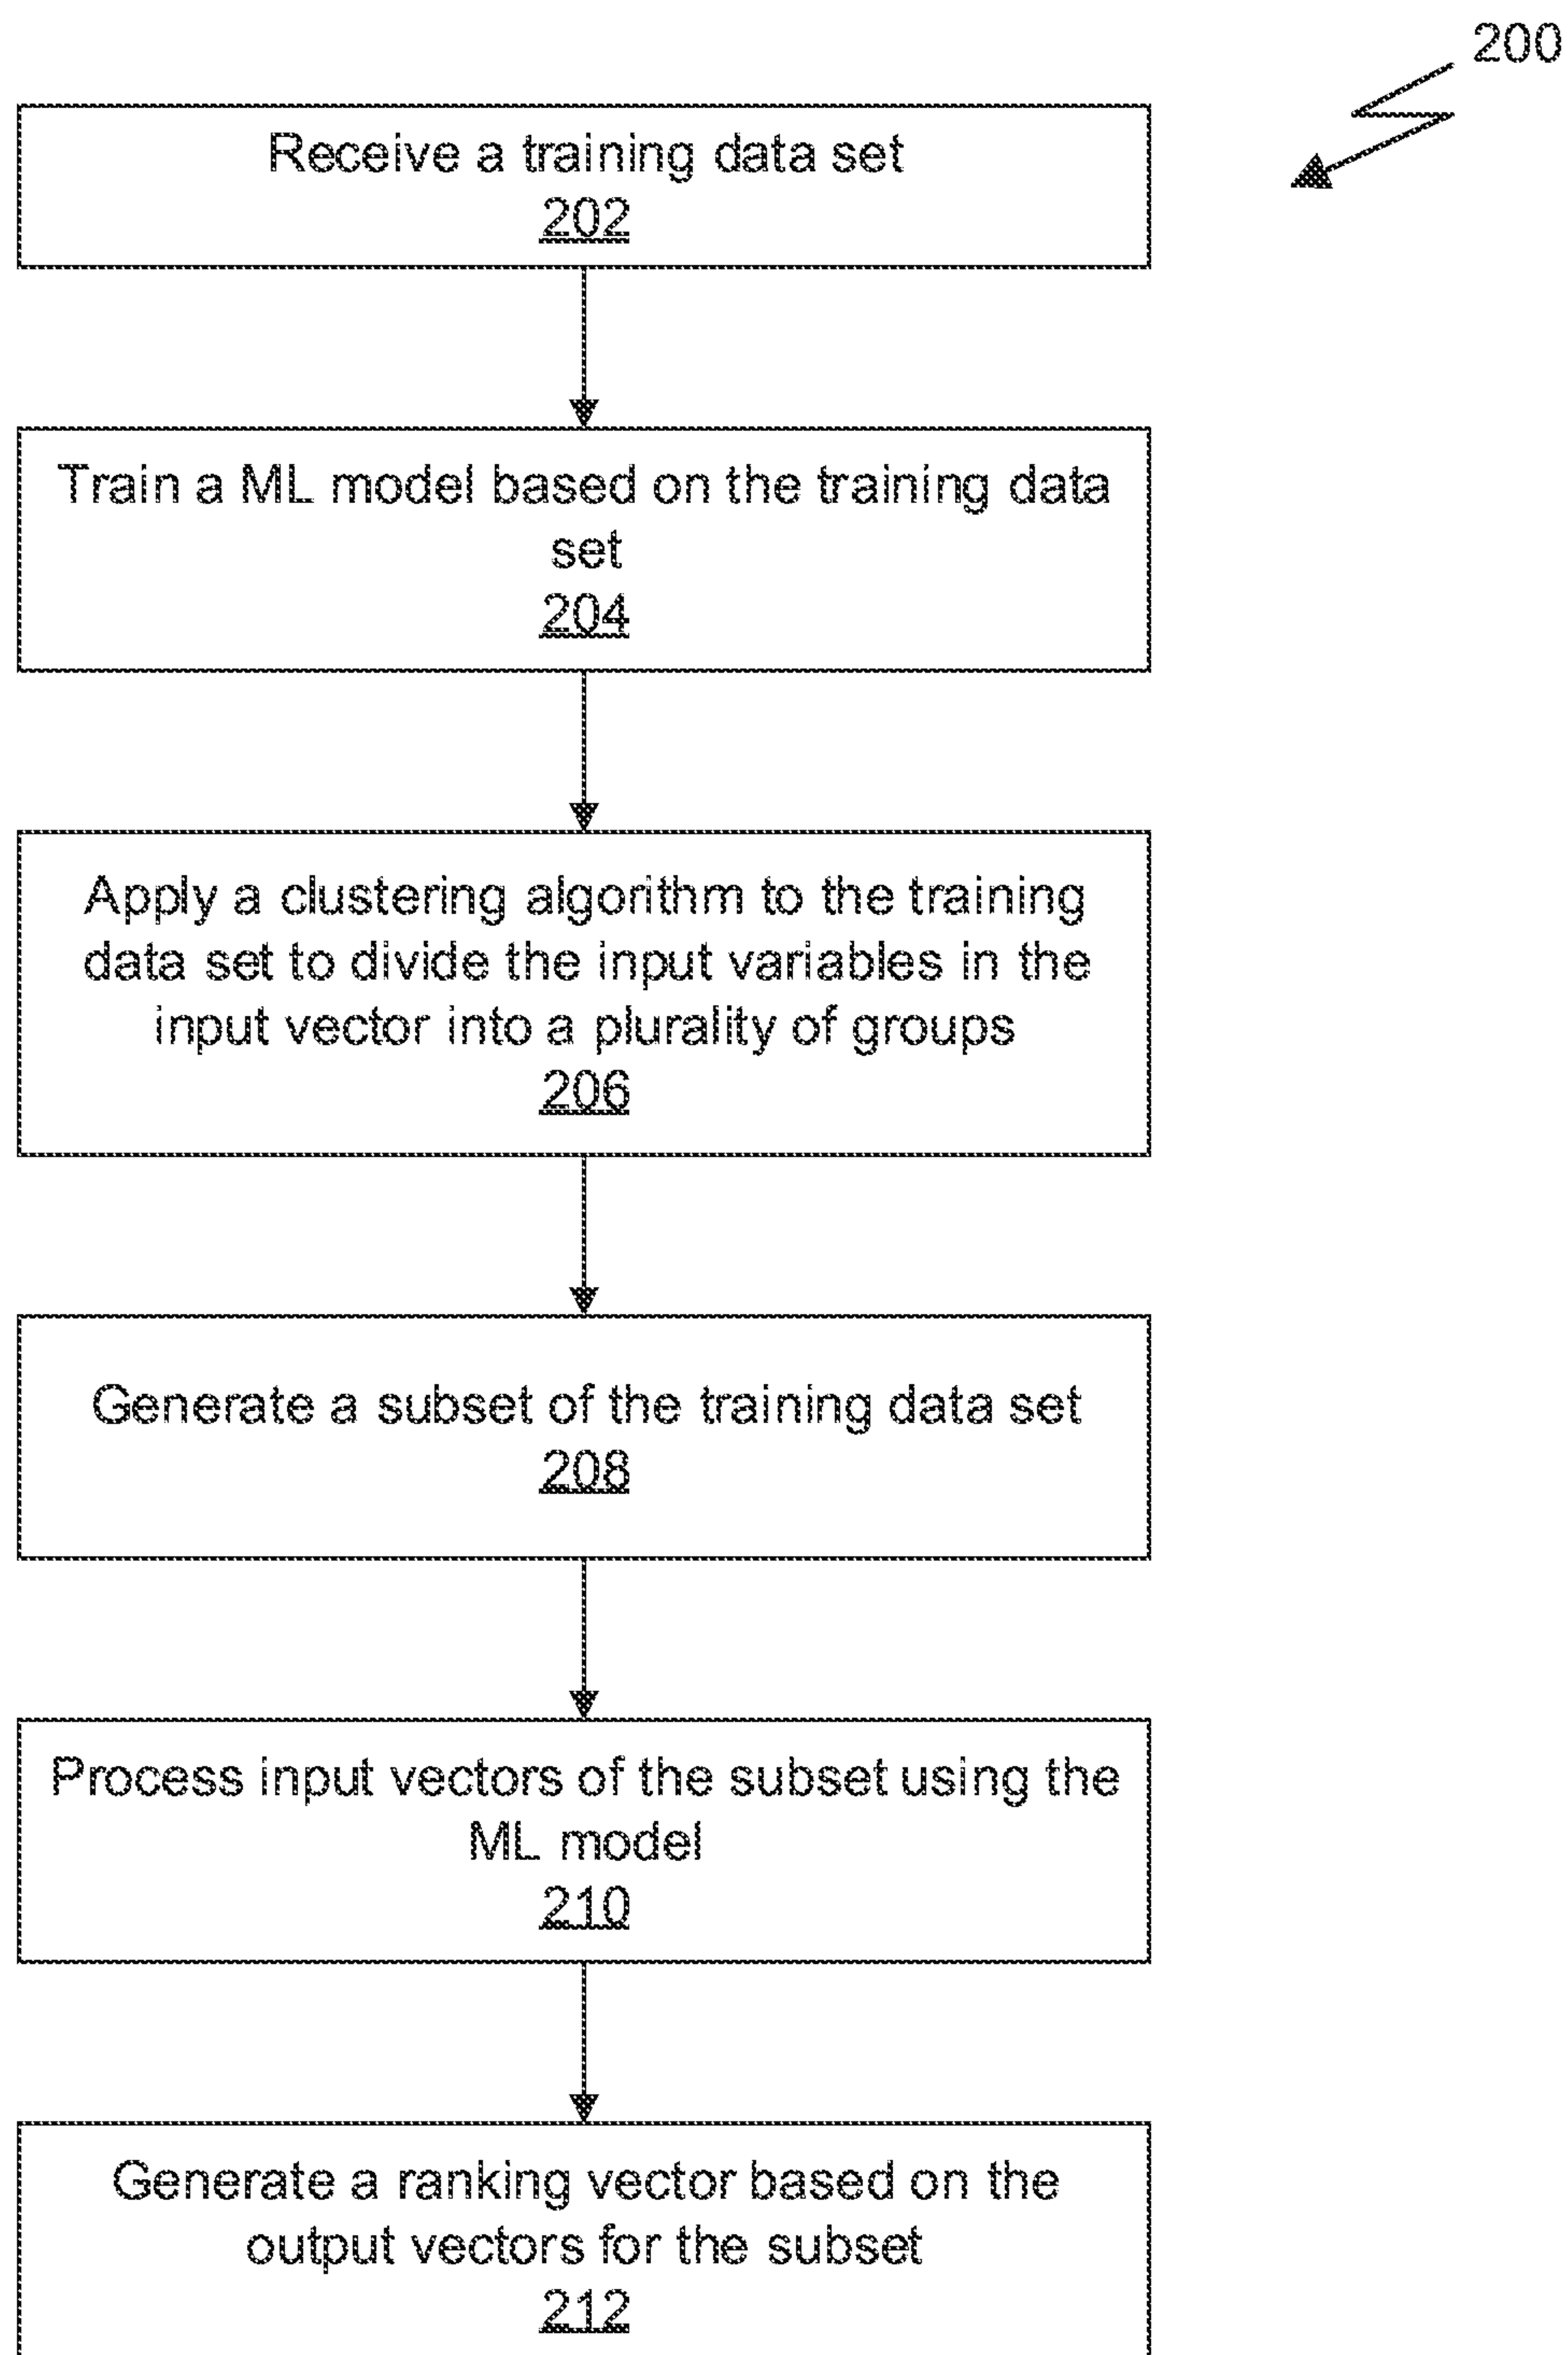 200
Receive a training data set
202
Train a ML model based on the training data
set
204
Apply a clustering algorithm to the training
data set to divide the input variables in the
input vector into a plurality of groups
206
Generate a subset of the training data set
208
Process input vectors of the subset using the
ML model
210
Generate a ranking vector based on the
output vectors for the subset
212